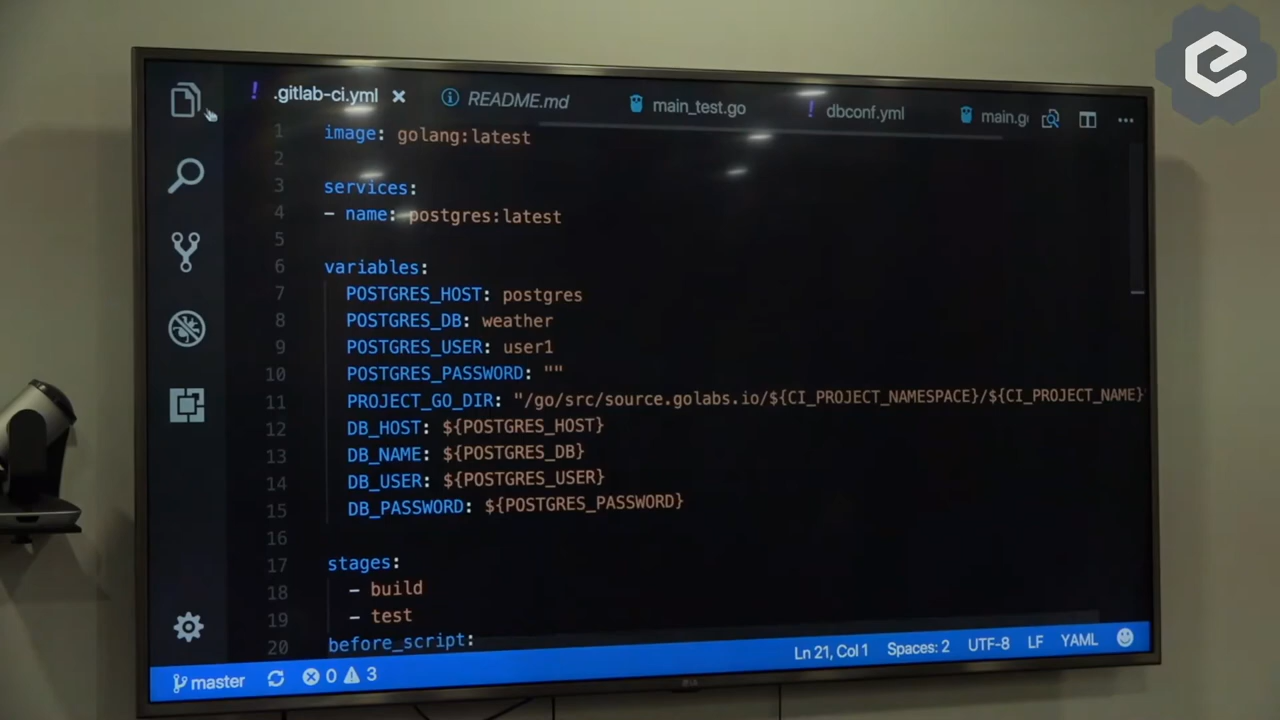 .gitlab-ci.yml README.md main_test.go dbconf.yml main.g
1 image: golang:latest
2
3 services:
4 - name: postgres:latest
5
6 variables:
7 POSTGRES_HOST: postgres
8 POSTGRES_DB: weather
9 POSTGRES_USER: user1
10 POSTGRES_PASSWORD: ""
11 PROJECT_GO_DIR: "/go/src/source.golabs.io/${CI_PROJECT_NAMESPACE}/${CI_PROJECT_NAME}
12 DB_HOST: ${POSTGRES_HOST}
13 DB_NAME: ${POSTGRES_DB}
14 DB_USER: ${POSTGRES_USER}
15 DB_PASSWORD: ${POSTGRES_PASSWORD}
16
17 stages:
18 - build
19 - test
20 before_script:
master 0 3 Ln 21, Col 1 Spaces: 2 UTF-8 LF YAML
LG